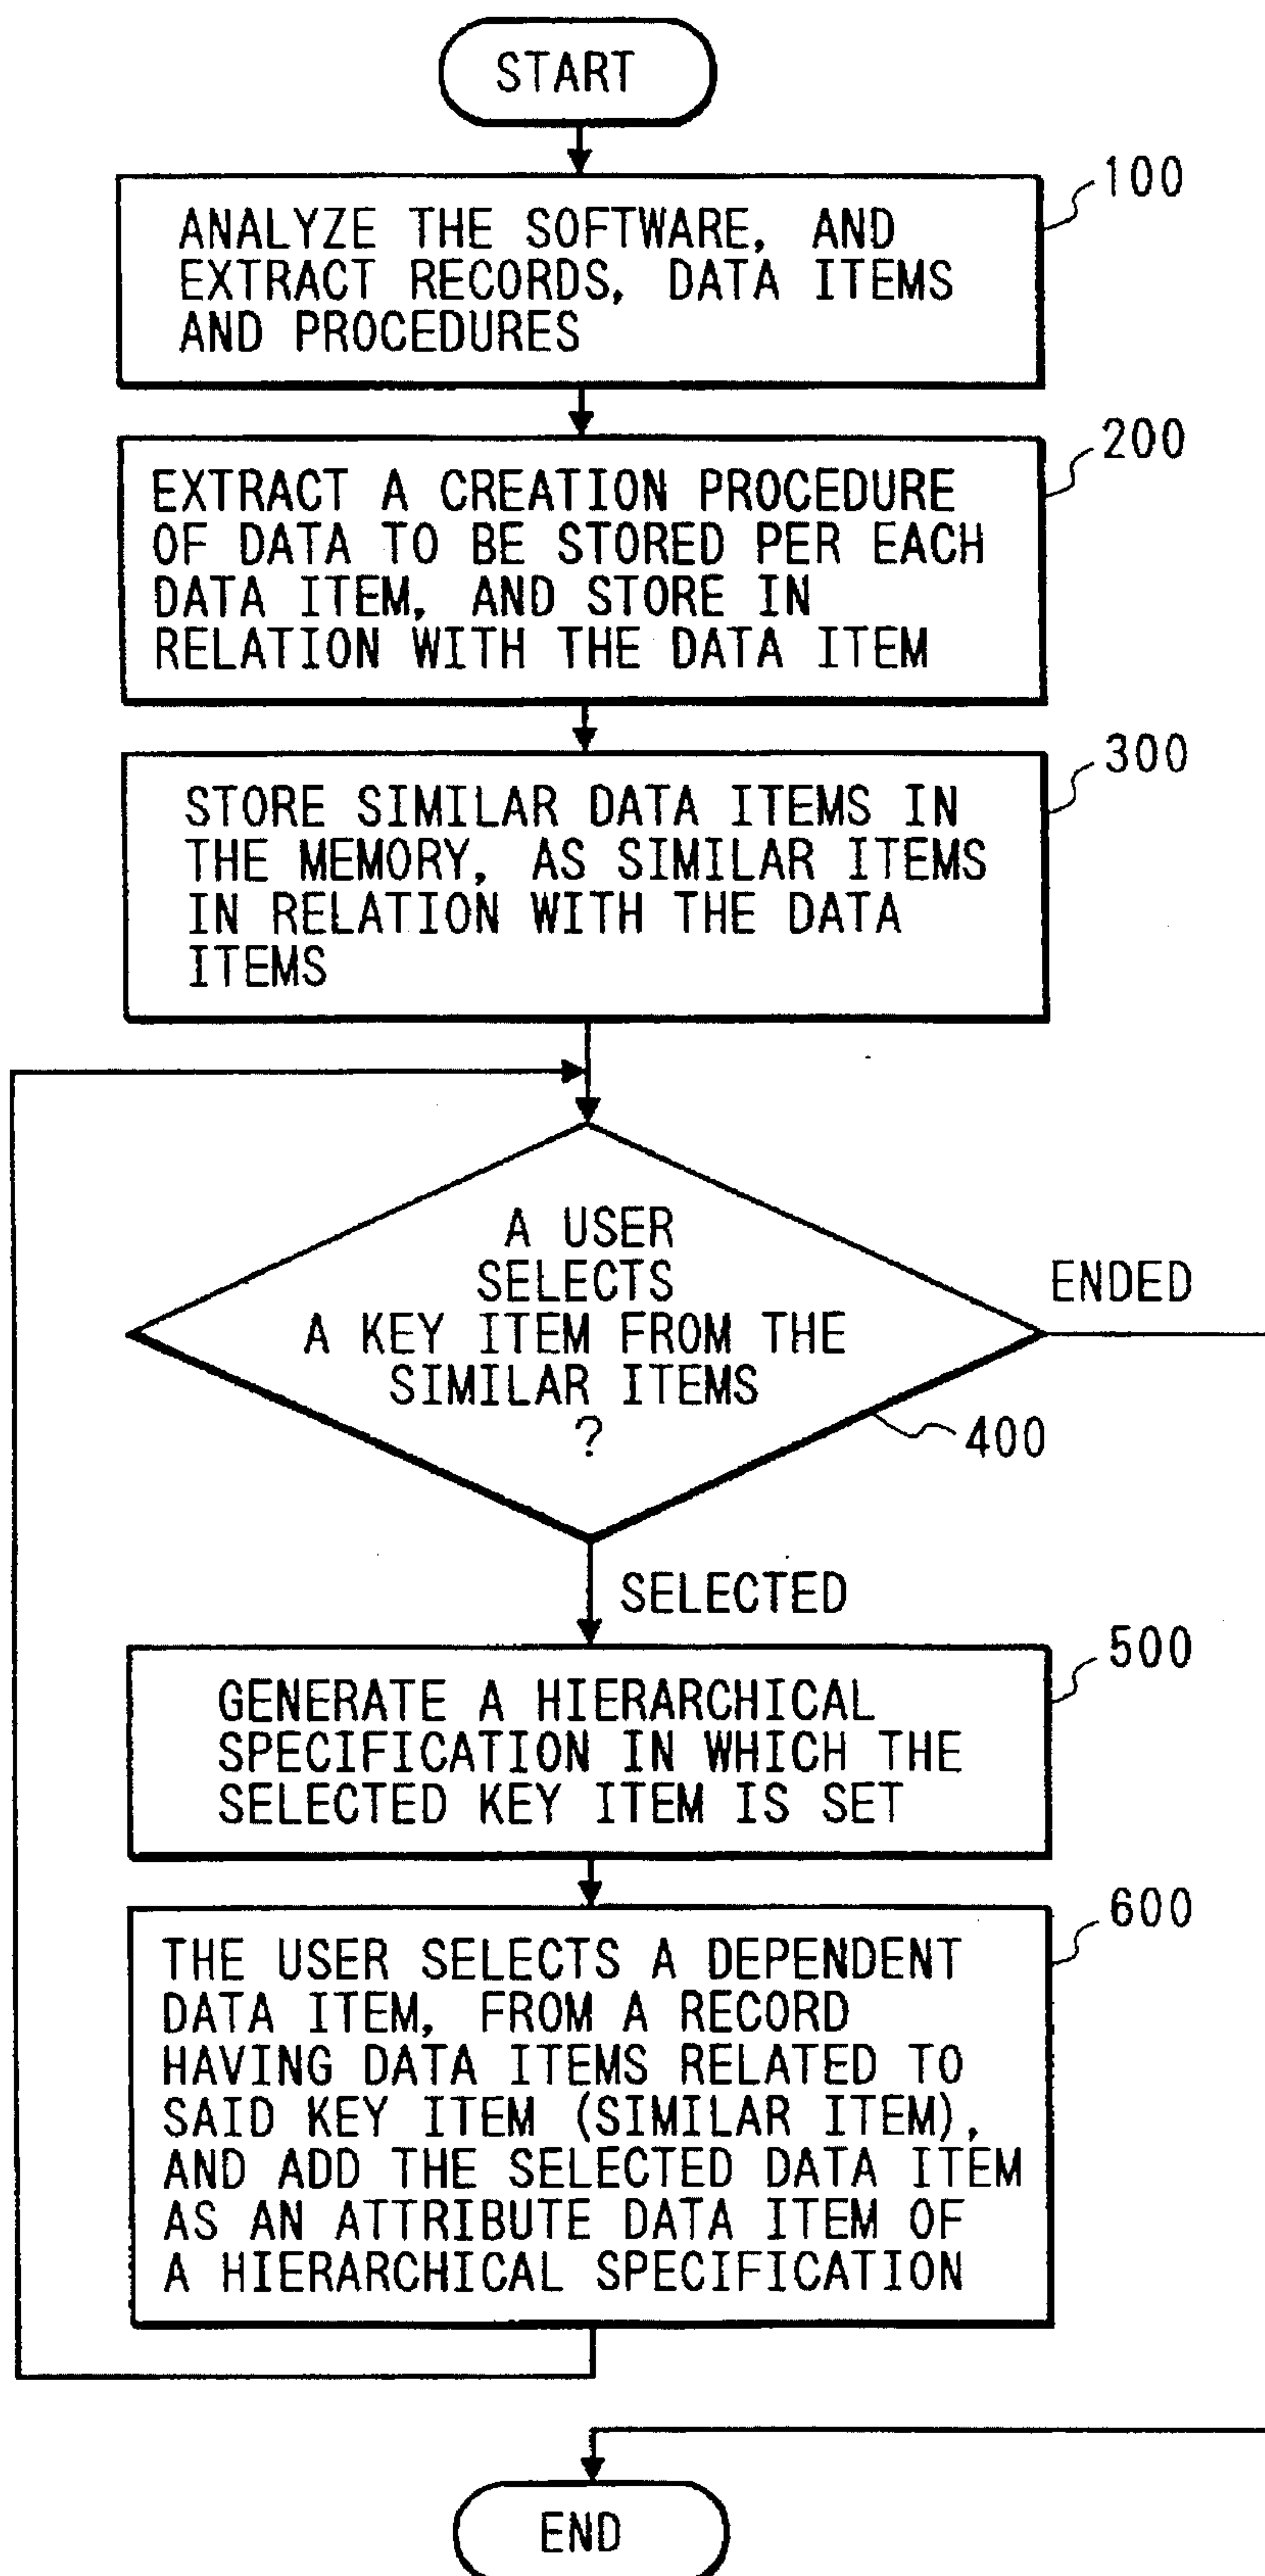 START
100
ANALYZE THE SOFTWARE, AND
EXTRACT RECORDS, DATA ITEMS
AND PROCEDURES
200
EXTRACT A CREATION PROCEDURE
OF DATA TO BE STORED PER EACH
DATA ITEM, AND STORE IN
RELATION WITH THE DATA ITEM
300
STORE SIMILAR DATA ITEMS IN
THE MEMORY, AS SIMILAR ITEMS
IN RELATION WITH THE DATA
ITEMS
A USER
SELECTS
A KEY ITEM FROM THE
SIMILAR ITEMS
?
ENDED
400
SELECTED
500
GENERATE A HIERARCHICAL
SPECIFICATION IN WHICH THE
SELECTED KEY ITEM IS SET
600
THE USER SELECTS A DEPENDENT
DATA ITEM, FROM A RECORD
HAVING DATA ITEMS RELATED TO
SAID KEY ITEM (SIMILAR ITEM),
AND ADD THE SELECTED DATA ITEM
AS AN ATTRIBUTE DATA ITEM OF
A HIERARCHICAL SPECIFICATION
END